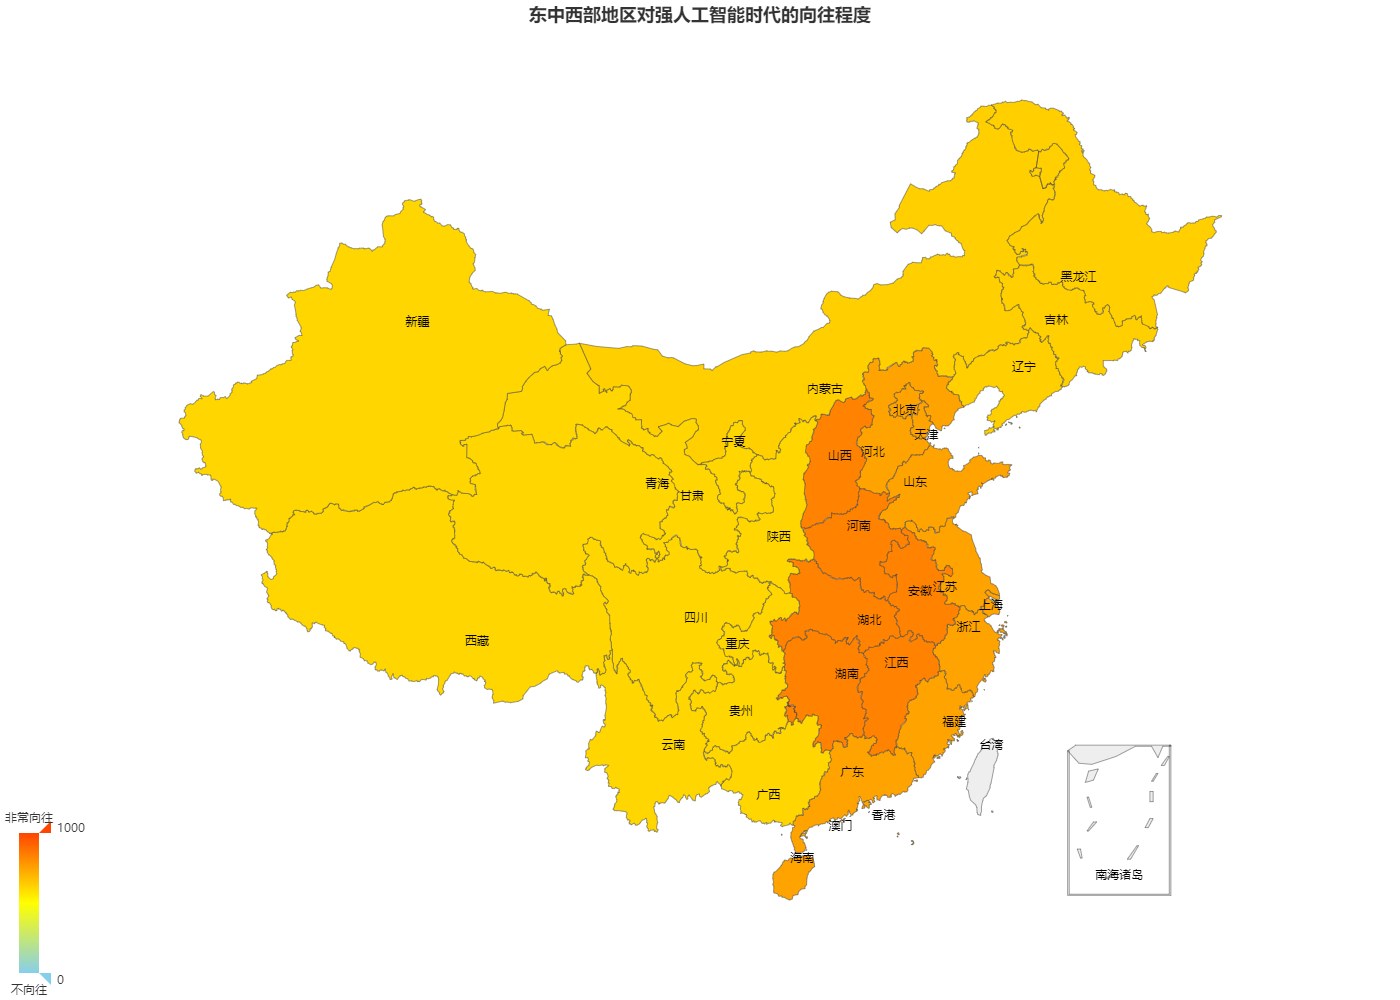 东中西部地区对强人工智能时代的向往程度
黑龙江
新疆
吉林
辽宁
内蒙古
北京
天津
宁夏
山西
河北
青海
甘肃
山东
河南
陕西
安徽
江苏
上海
四川
湖北
浙江
西藏
重庆
江西
湖南
贵州
福建
云南
台湾
广东
广西
香港
澳门
海南
南海诸岛
非常向往
1000
0
不向往